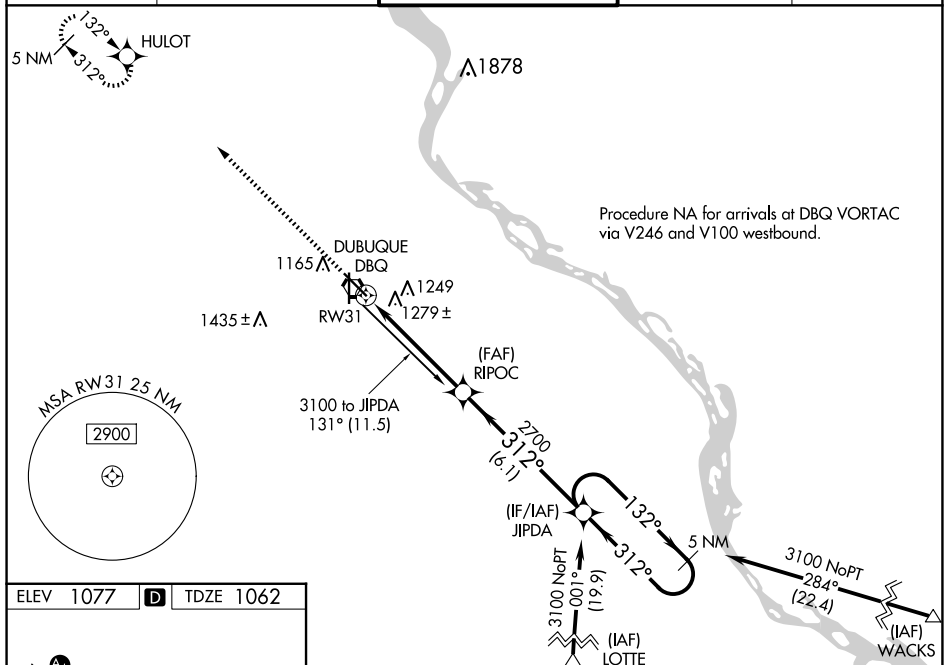 132°
HULOT
5 NM
312°
1878
Procedure NA for arrivals at DBQ VORTAC
via V246 and V100 westbound.
DUBUQUE
DBQ
1165
1249
1279 ±
RW31
1435 ±
(FAF)
RIPOC
3100 to JIPDA
131° (11.5)
MSA RW 31 25 NM
2900
2700
312°
(6.1)
(IF/IAF)
JIPDA
132°
312°
5 NM
3100 NoPT
001°
(19.9)
3100 NoPT
284°
(22.4)
(IAF)
LOTTE
(IAF)
WACKS
ELEV 1077 D TDZE 1062
A